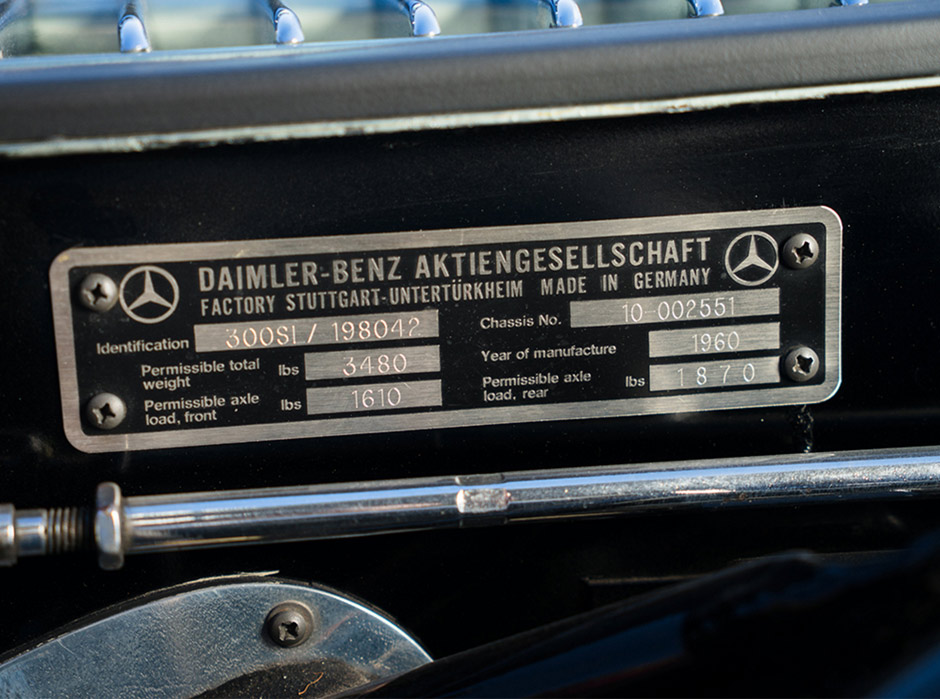 DAIMLER-BENZ AKTIENGESELLSCHAFT
FACTORY STUTTGART-UNTERTÜRKHEIM MADE IN GERMANY
Identification 300Sl / 198042 Chassis No. 10-002551
Permissible total weight lbs 3480 Year of manufacture 1960
Permissible axle load, front lbs 1610 Permissible axle load, rear lbs 1870